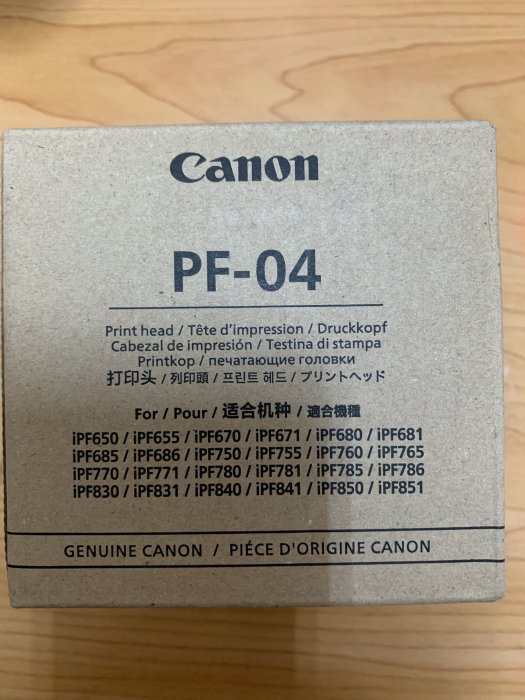 Canon
PF-04
Print head / Tête d'impression / Druckkopf
Cabezal de impresión / Testina di stampa
Printkop / печатающие головки
打印头 / 列印頭 / 프린트 헤드 / プリントヘッド
For / Pour / 适合机种 / 適合機種
iPF650 / iPF655 / iPF670 / iPF671 / iPF680 / iPF681
iPF685 / iPF686 / iPF750 / iPF755 / iPF760 / iPF765
iPF770 / iPF771 / iPF780 / iPF781 / iPF785 / iPF786
iPF830 / iPF831 / iPF840 / iPF841 / iPF850 / iPF851
GENUINE CANON / PIÉCE D'ORIGINE CANON